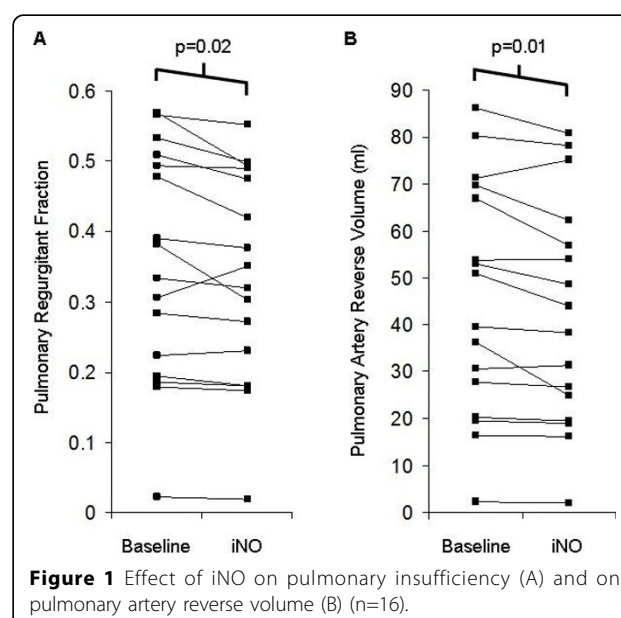 A
p=0.02
Pulmonary Regurgitant Fraction
0.6
0.5
0.4
0.3
0.2
0.1
0
Baseline iNO
B
p=0.01
Pulmonary Artery Reverse Volume (ml)
90
80
70
60
50
40
30
20
10
0
Baseline iNO
Figure 1 Effect of iNO on pulmonary insufficiency (A) and on
pulmonary artery reverse volume (B) (n=16).